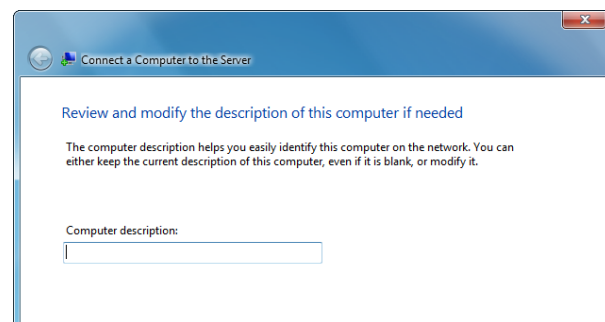 Connect a Computer to the Server
Review and modify the description of this computer if needed
The computer description helps you easily identify this computer on the network. You can
either keep the current description of this computer, even if it is blank, or modify it.
Computer description: